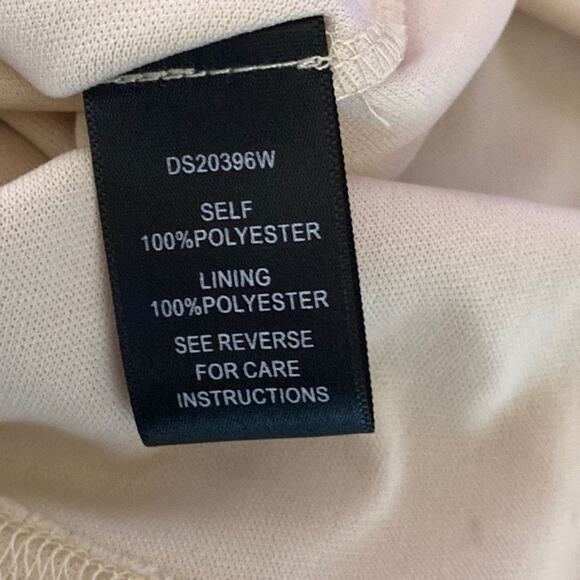 DS20396W
SELF
100%POLYESTER
LINING
100%POLYESTER
SEE REVERSE
FOR CARE
INSTRUCTIONS